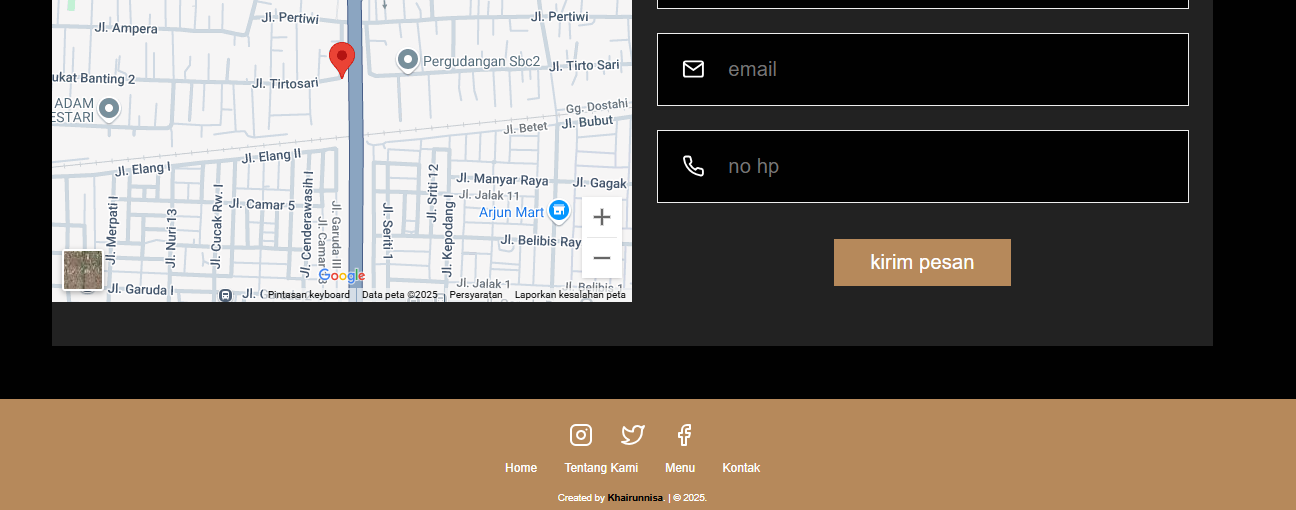 Jl. Pertiwi
Jl. Pertiwi
Jl. Ampera
Pergudangan Sbc2
Jl. Tirto Sari
ukat Banting 2
Jl. Tirtosari
ADAM
ESTARI
Gg. Dostahi
Jl. Betet
Jl. Bubut
Jl. Elang II
Jl. Elang I
Jl. Manyar Raya
Jl. Gagak
Jl. Jalak 11
Jl. Sriti 12
Jl. Camar 5
Jl. Merpati I
Jl. Nuri 13
Jl. Cucak Rw. I
Jl. Cenderawasih I
Jl. Garuda III
Jl. Camar 3
Jl. Seriti 1
Jl. Kepodang I
Arjun Mart
Jl. Belibis Ray
Google
Jl. Garuda I
Jl. Jalak 1
Jl. Belibis 1
Pintasan keyboard
Data peta ©2025
Persyaratan
Laporkan kesalahan peta
email
no hp
kirim pesan
Home Tentang Kami Menu Kontak
Created by Khairunnisa. | © 2025.